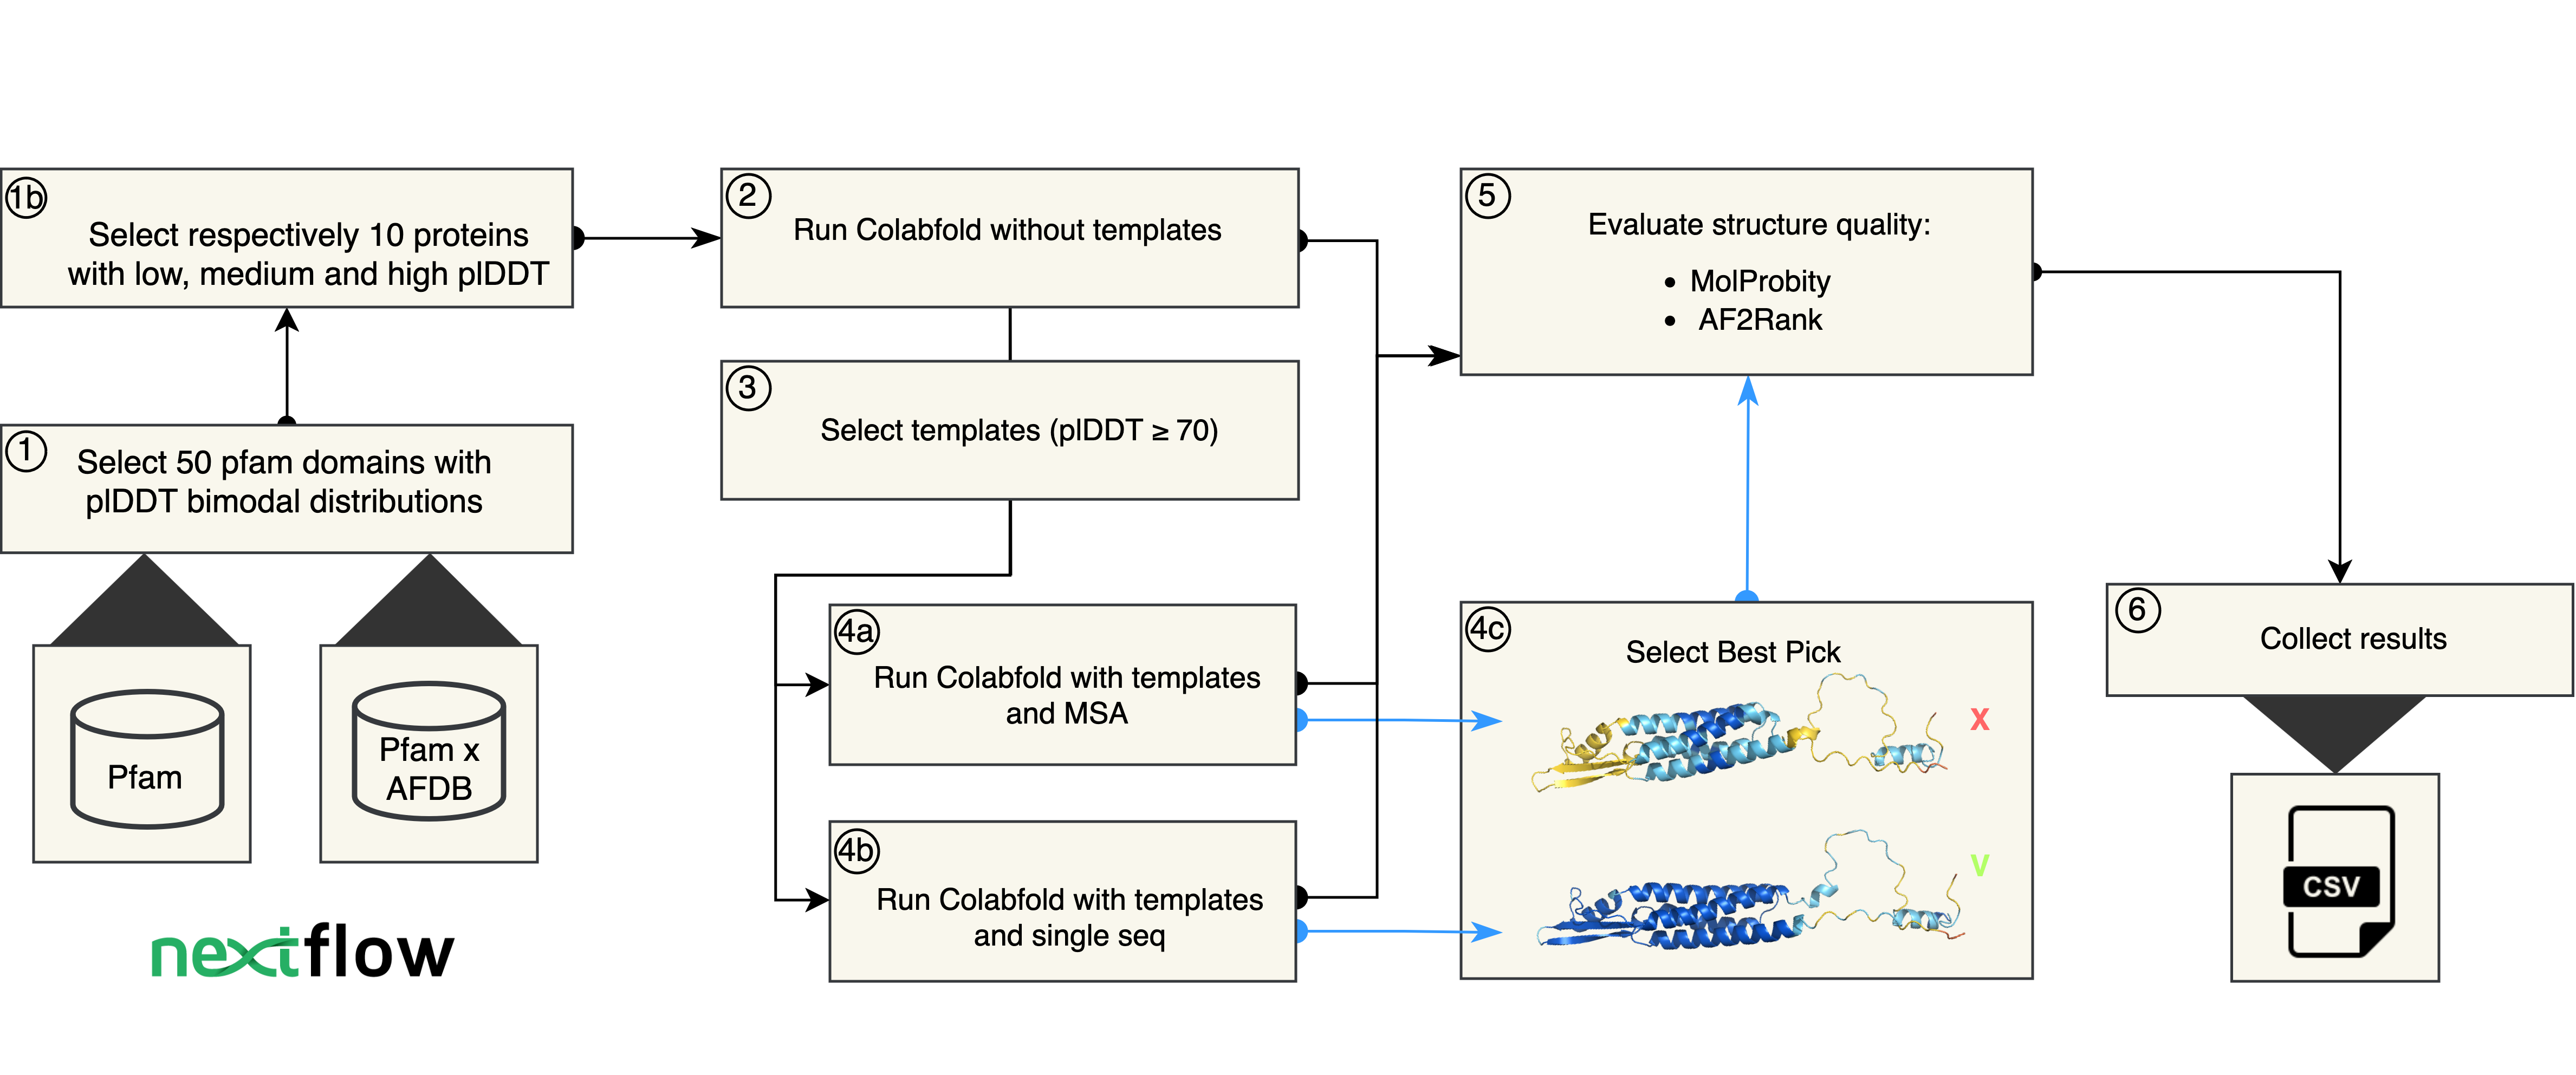 1b
Select respectively 10 proteins
with low, medium and high plDDT
1
Select 50 pfam domains with
plDDT bimodal distributions
Pfam
Pfam x
AFDB
nextflow
2
Run Colabfold without templates
3
Select templates (plDDT ≥ 70)
4a
Run Colabfold with templates
and MSA
4b
Run Colabfold with templates
and single seq
5
Evaluate structure quality:
• MolProbity
• AF2Rank
4c
Select Best Pick
X
V
6
Collect results
CSV